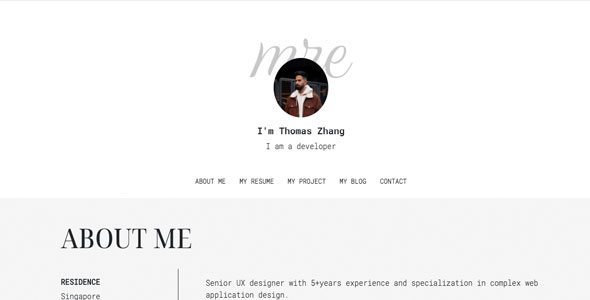 mre
I'm Thomas Zhang
I am a developer
ABOUT ME MY RESUME MY PROJECT MY BLOG CONTACT
ABOUT ME
RESIDENCE
Singapore
Senior UX designer with 5+years experience and specialization in complex web
application design.